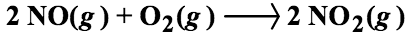 2 NO(g) + O₂(g) ⟶ 2 NO₂(g)